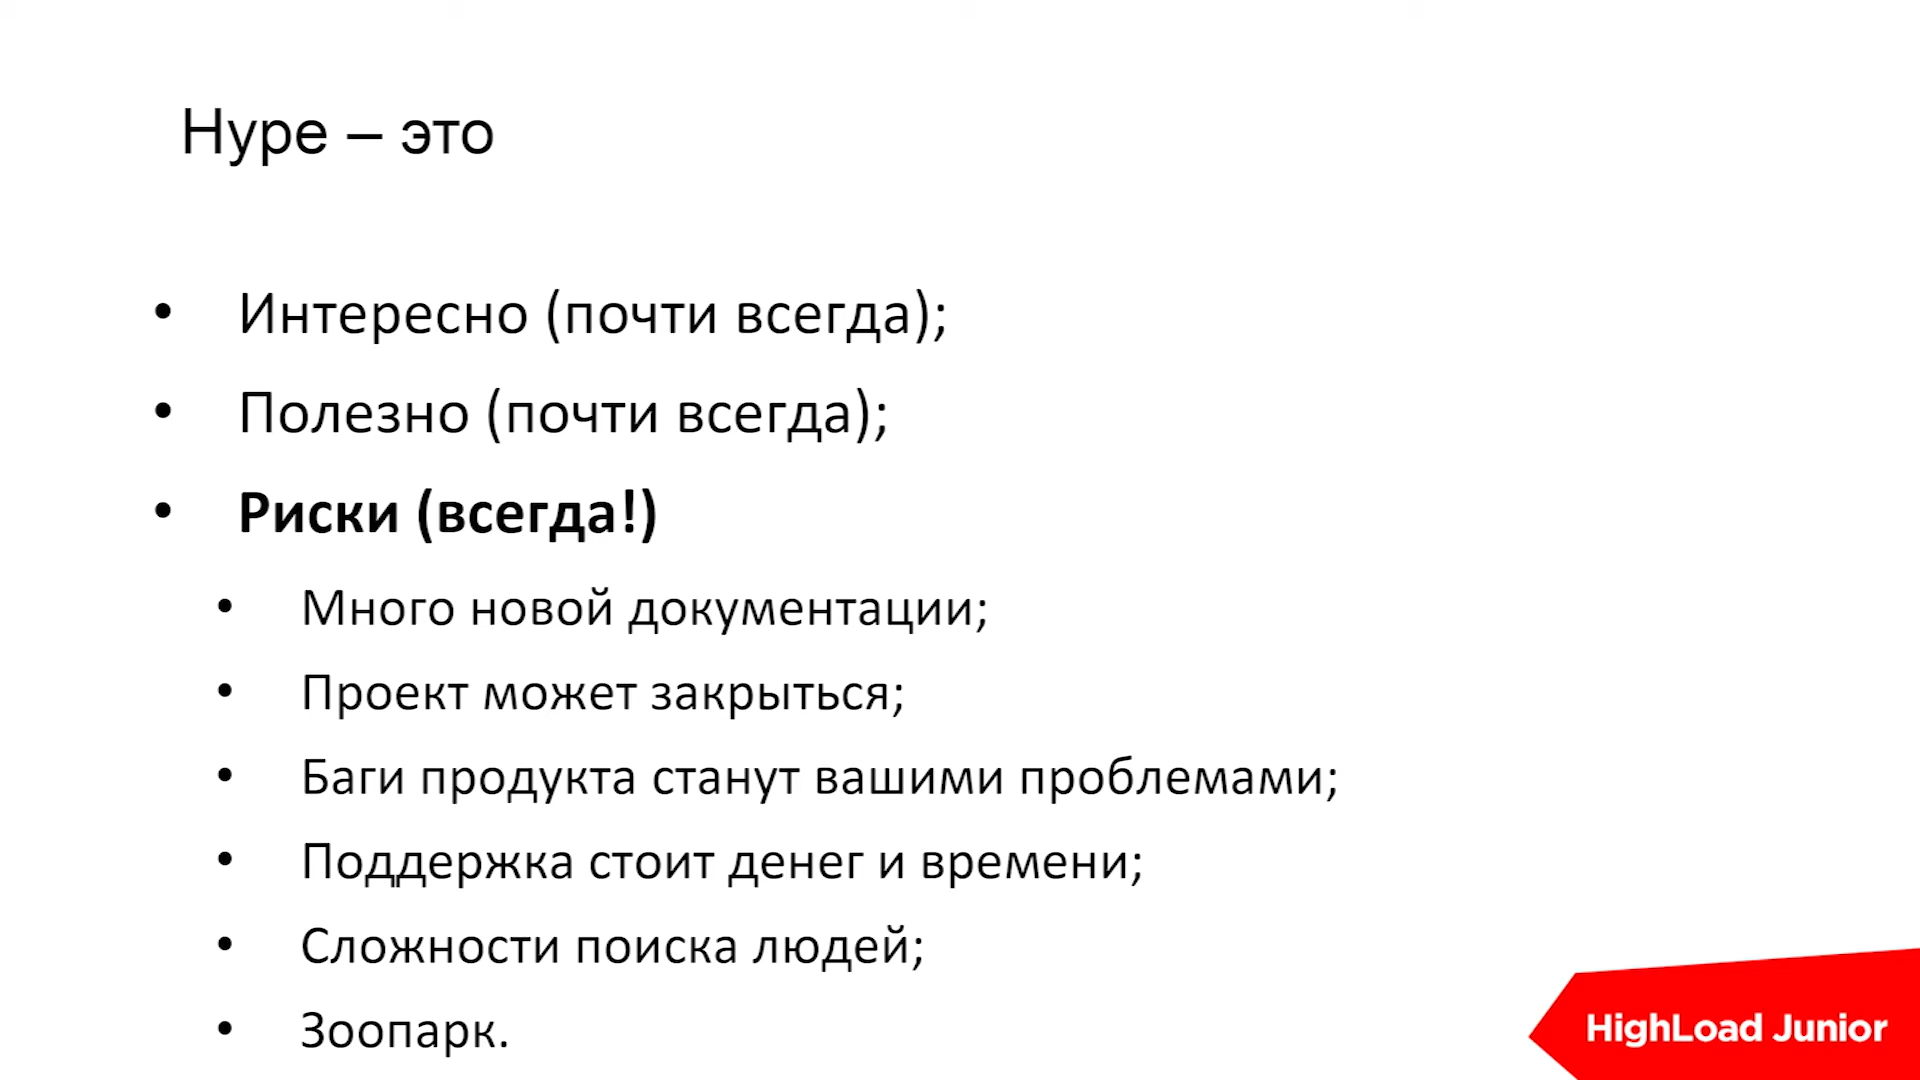 Hype – это
• Интересно (почти всегда);
• Полезно (почти всегда);
• Риски (всегда!)
• Много новой документации;
• Проект может закрыться;
• Баги продукта станут вашими проблемами;
• Поддержка стоит денег и времени;
• Сложности поиска людей;
• Зоопарк.
HighLoad Junior